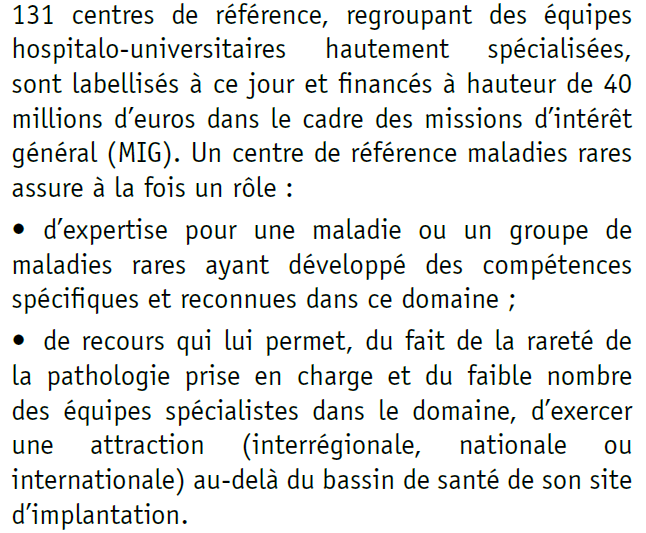 131 centres de référence, regroupant des équipes
hospitalo-universitaires hautement spécialisées,
sont labellisés à ce jour et financés à hauteur de 40
millions d’euros dans le cadre des missions d’intérêt
général (MIG). Un centre de référence maladies rares
assure à la fois un rôle :
• d’expertise pour une maladie ou un groupe de
maladies rares ayant développé des compétences
spécifiques et reconnues dans ce domaine ;
• de recours qui lui permet, du fait de la rareté de
la pathologie prise en charge et du faible nombre
des équipes spécialistes dans le domaine, d’exercer
une attraction (interrégionale, nationale ou
internationale) au-delà du bassin de santé de son site
d’implantation.